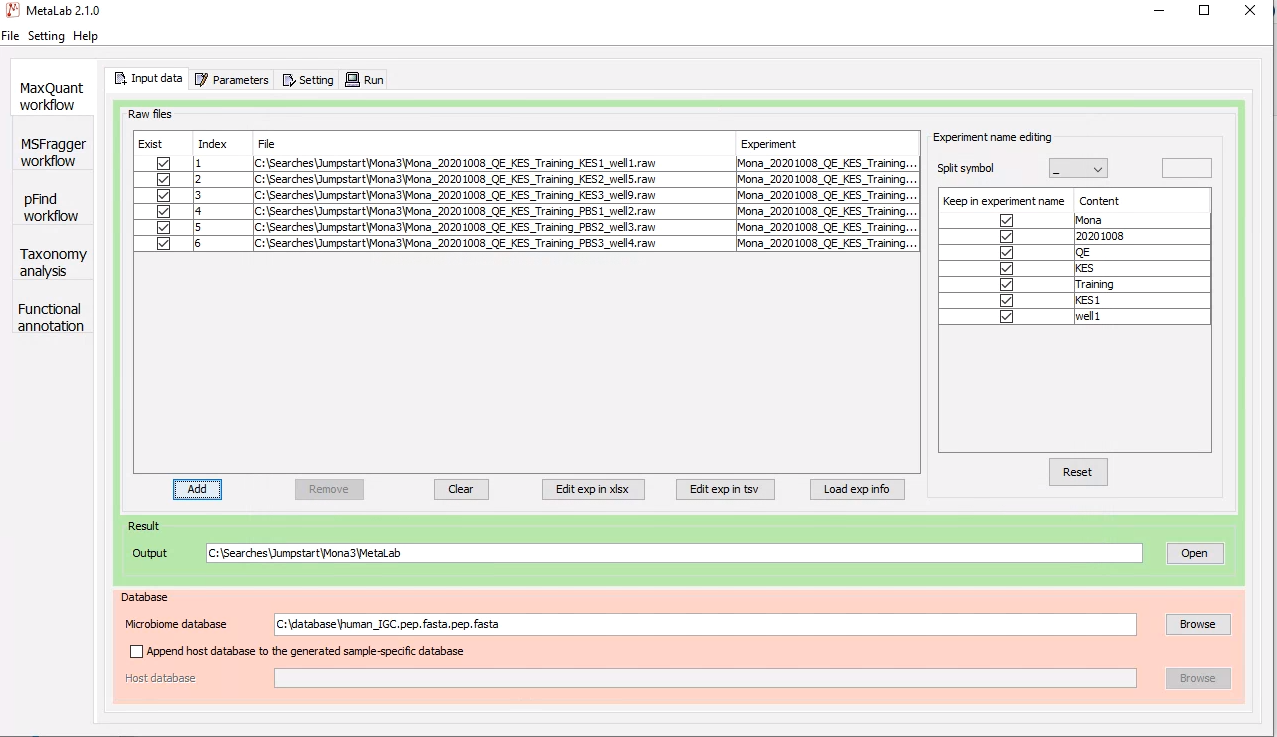 MetaLab 2.1.0
File Setting Help
MaxQuant
workflow
MSFragger
workflow
pFind
workflow
Taxonomy
analysis
Functional
annotation
Input data Parameters Setting Run
Raw files
Exist Index File Experiment
1 C:\Searches\Jumpstart\Mona3\Mona_20201008_QE_KES_Training_KES1_well1.raw Mona_20201008_QE_KES_Training...
2 C:\Searches\Jumpstart\Mona3\Mona_20201008_QE_KES_Training_KES2_well5.raw Mona_20201008_QE_KES_Training...
3 C:\Searches\Jumpstart\Mona3\Mona_20201008_QE_KES_Training_KES3_well9.raw Mona_20201008_QE_KES_Training...
4 C:\Searches\Jumpstart\Mona3\Mona_20201008_QE_KES_Training_PBS1_well2.raw Mona_20201008_QE_KES_Training...
5 C:\Searches\Jumpstart\Mona3\Mona_20201008_QE_KES_Training_PBS2_well3.raw Mona_20201008_QE_KES_Training...
6 C:\Searches\Jumpstart\Mona3\Mona_20201008_QE_KES_Training_PBS3_well4.raw Mona_20201008_QE_KES_Training...
Add Remove Clear Edit exp in xlsx Edit exp in tsv Load exp info
Experiment name editing
Split symbol _
Keep in experiment name Content
Mona
20201008
QE
KES
Training
KES1
well1
Reset
Result
Output C:\Searches\Jumpstart\Mona3\MetaLab Open
Database
Microbiome database C:\database\human_IGC.pep.fasta.pep.fasta Browse
Append host database to the generated sample-specific database
Host database Browse